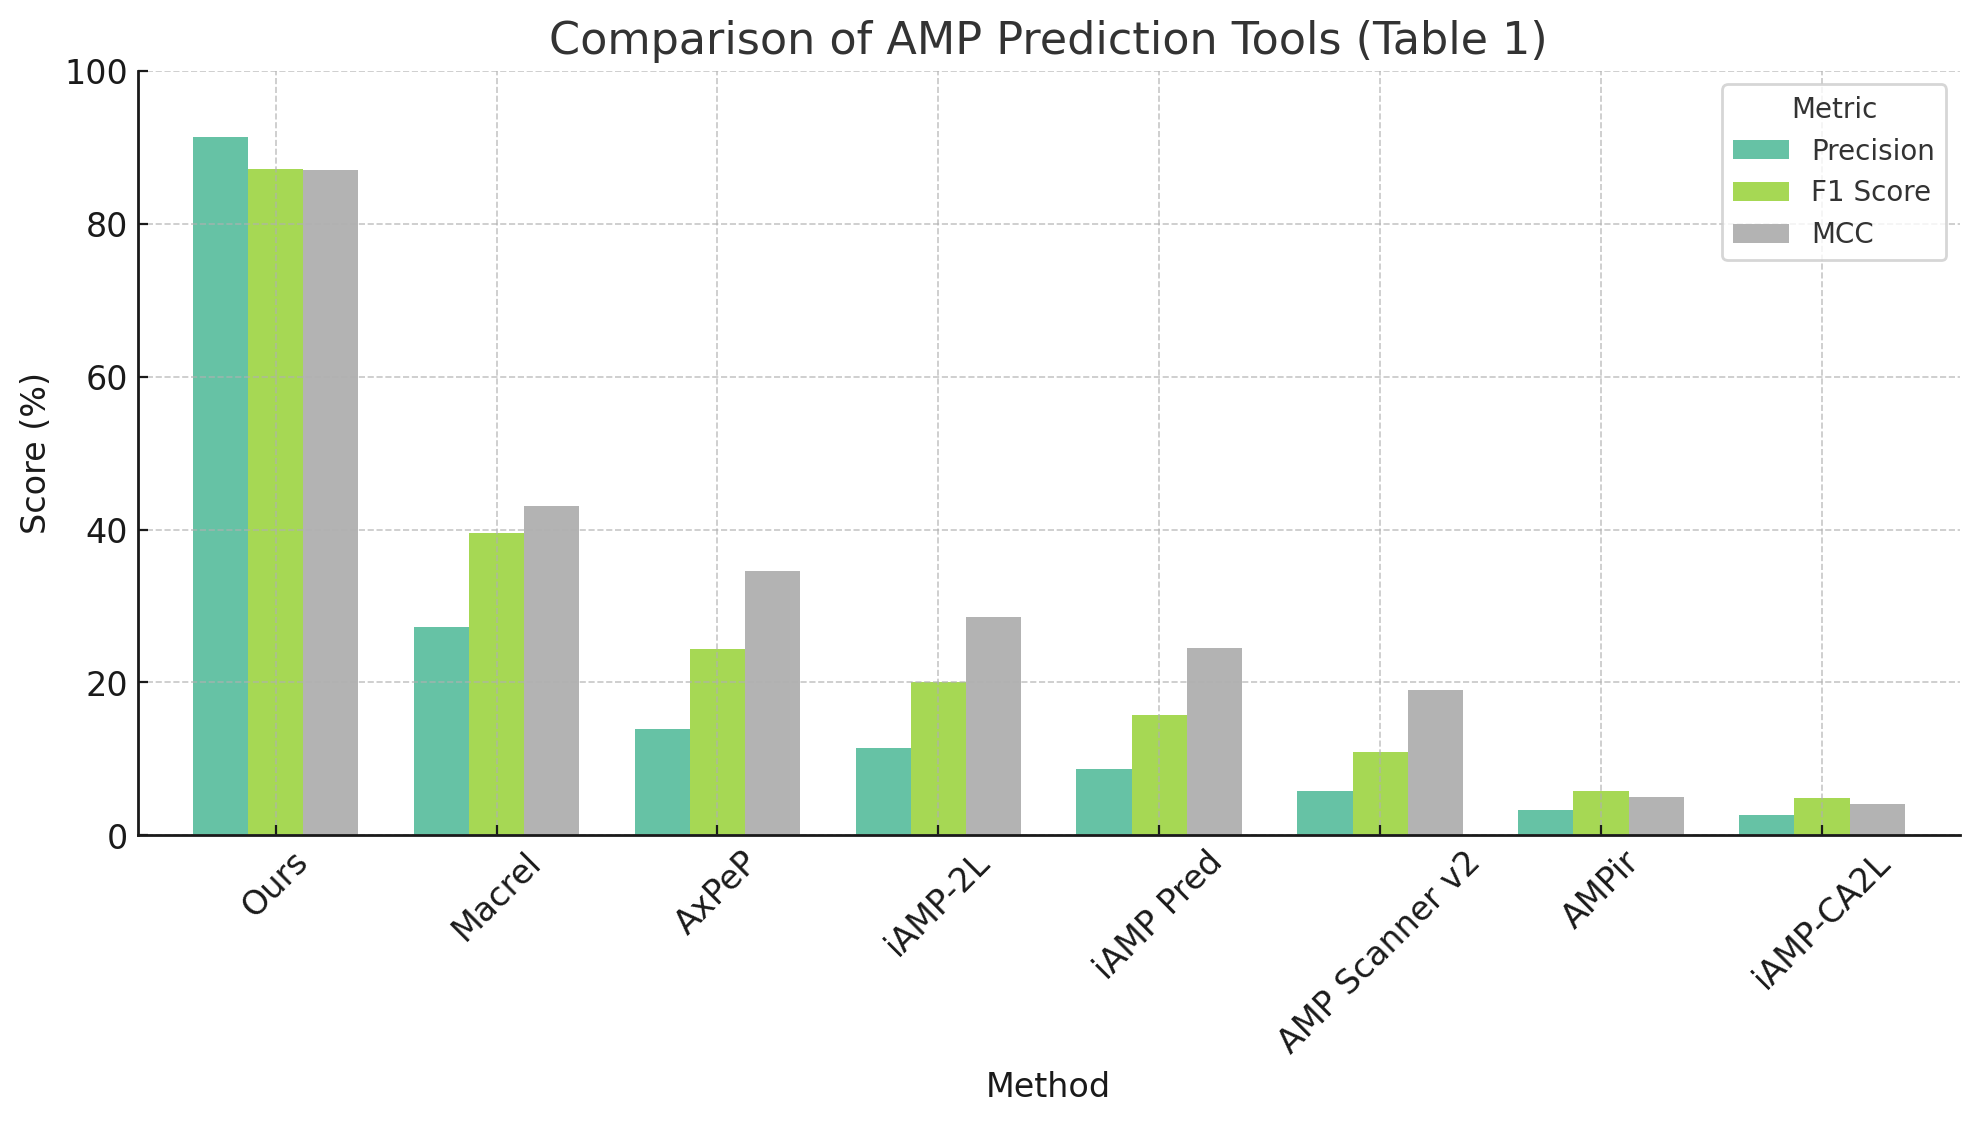 Comparison of AMP Prediction Tools (Table 1)
100
80
60
40
20
0
Score (%)
Metric
Precision
F1 Score
MCC
Ours
Macrel
AxPeP
iAMP-2L
iAMP Pred
AMP Scanner v2
AMPir
iAMP-CA2L
Method